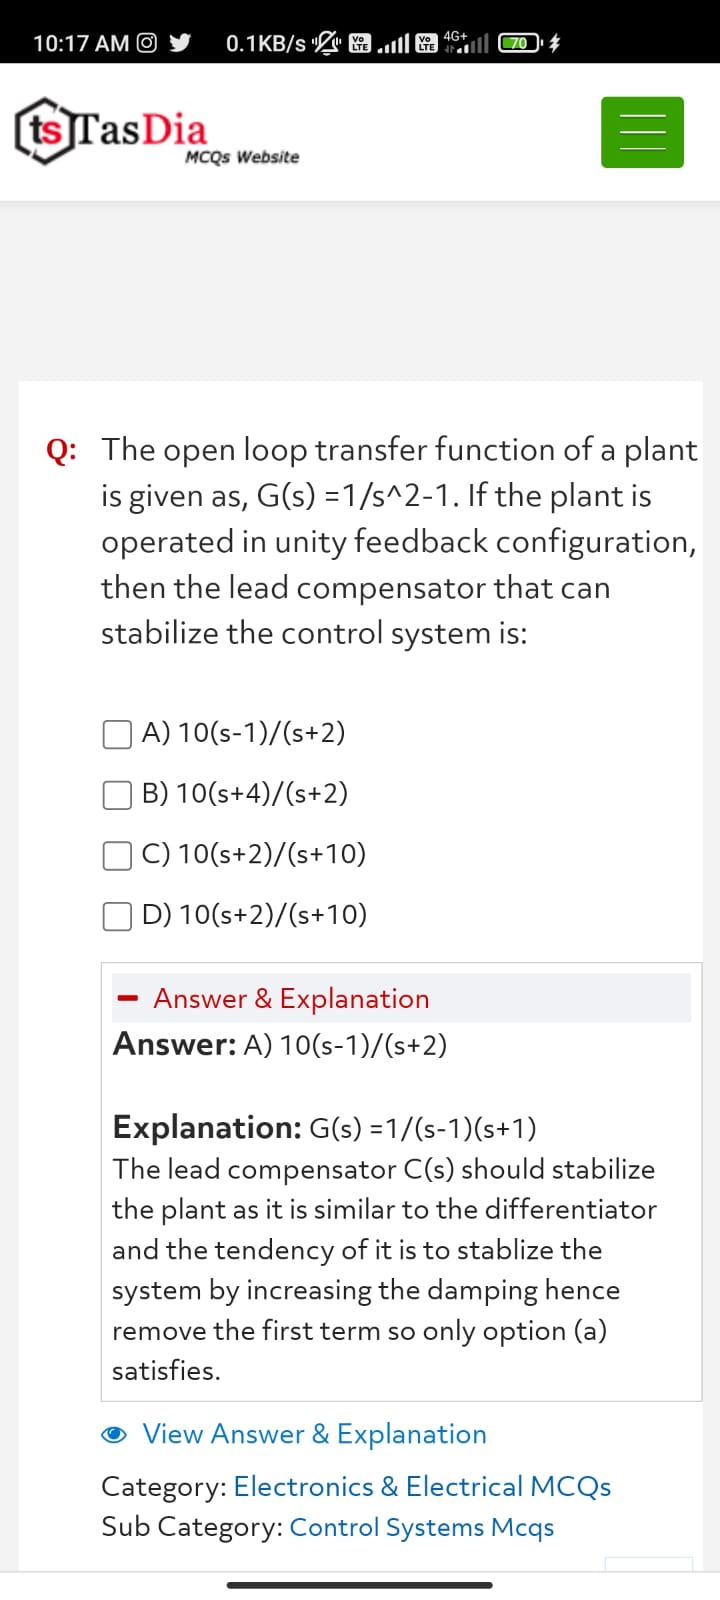 10:17 AM 0.1KB/s Vo LTE Vo LTE 4G+ 70
ts TasDia
MCQs Website
Q: The open loop transfer function of a plant
is given as, G(s) =1/s^2-1. If the plant is
operated in unity feedback configuration,
then the lead compensator that can
stabilize the control system is:
A) 10(s-1)/(s+2)
B) 10(s+4)/(s+2)
C) 10(s+2)/(s+10)
D) 10(s+2)/(s+10)
Answer & Explanation
Answer: A) 10(s-1)/(s+2)
Explanation: G(s) =1/(s-1)(s+1)
The lead compensator C(s) should stabilize
the plant as it is similar to the differentiator
and the tendency of it is to stablize the
system by increasing the damping hence
remove the first term so only option (a)
satisfies.
View Answer & Explanation
Category: Electronics & Electrical MCQs
Sub Category: Control Systems Mcqs